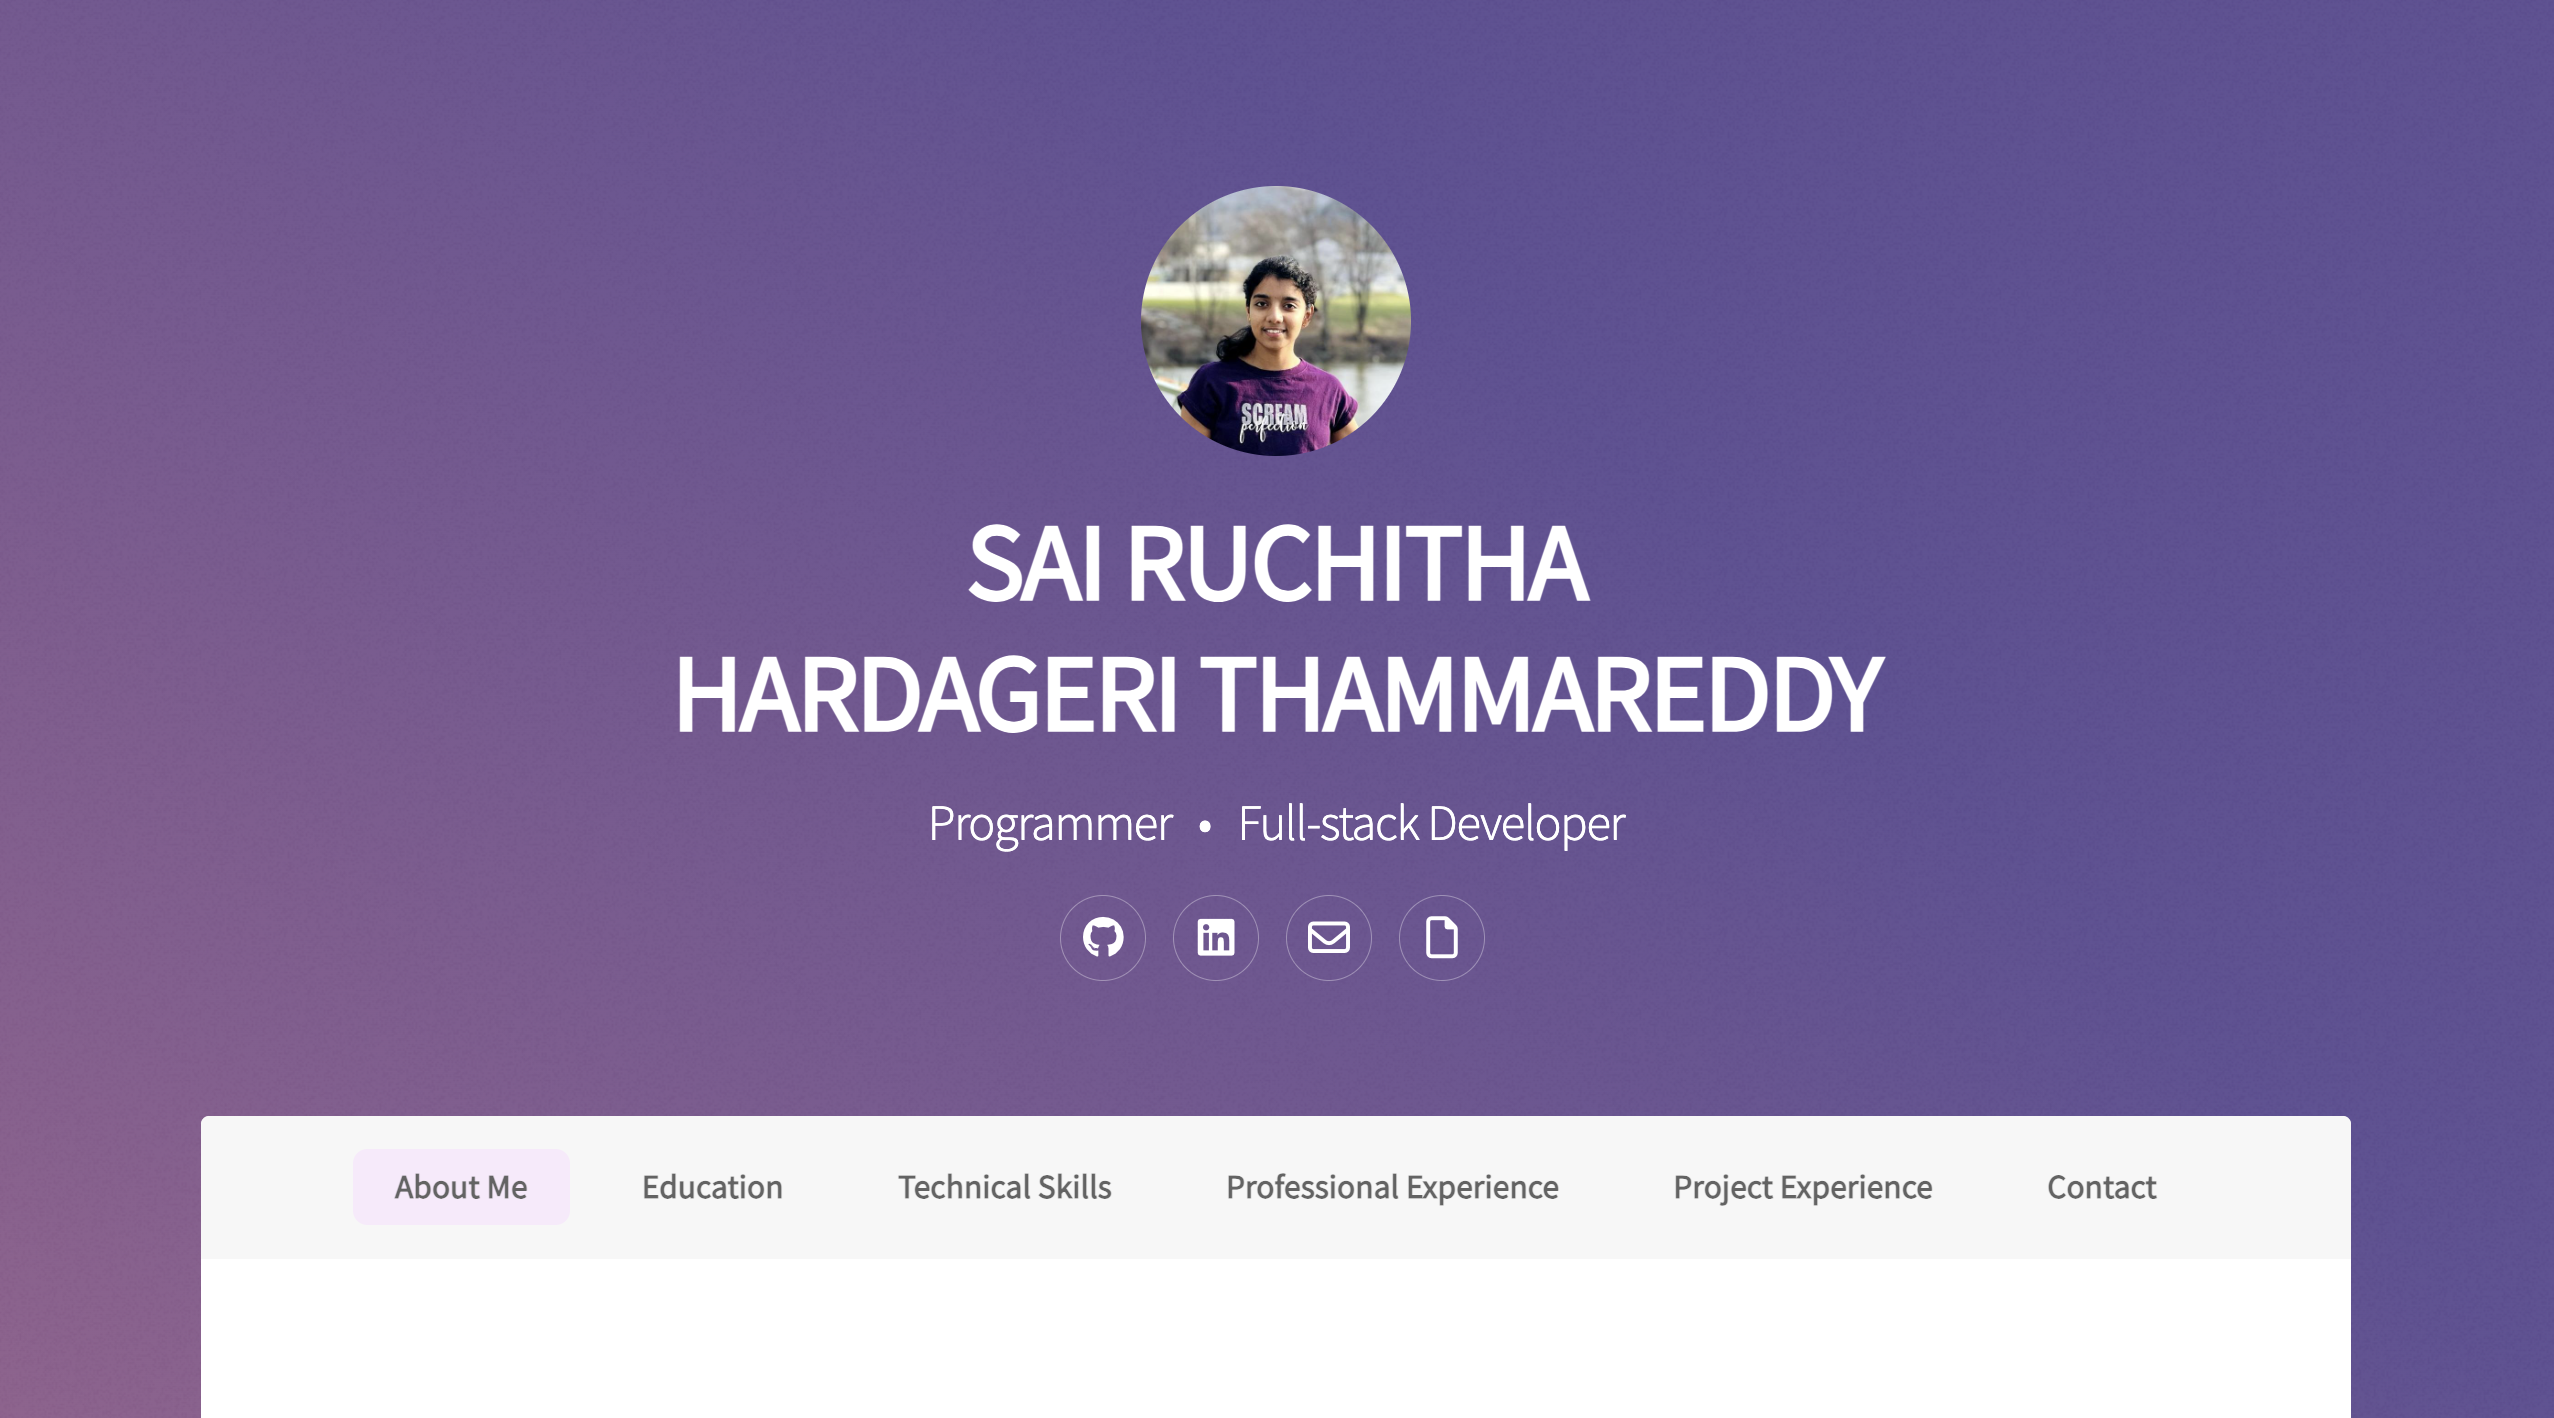 SCREAM
perfection
SAI RUCHITHA
HARDAGERI THAMMAREDDY
Programmer • Full-stack Developer
in
About Me
Education
Technical Skills
Professional Experience
Project Experience
Contact